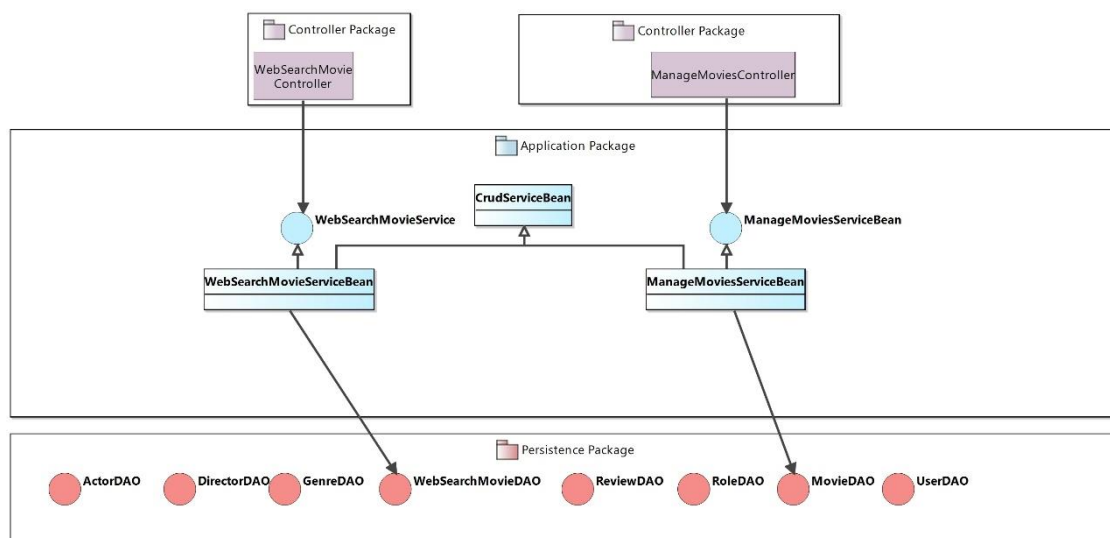 Controller Package
WebSearchMovie
Controller
Controller Package
ManageMoviesController
Application Package
CrudServiceBean
WebSearchMovieService
ManageMoviesServiceBean
WebSearchMovieServiceBean
ManageMoviesServiceBean
Persistence Package
ActorDAO
DirectorDAO
GenreDAO
WebSearchMovieDAO
ReviewDAO
RoleDAO
MovieDAO
UserDAO